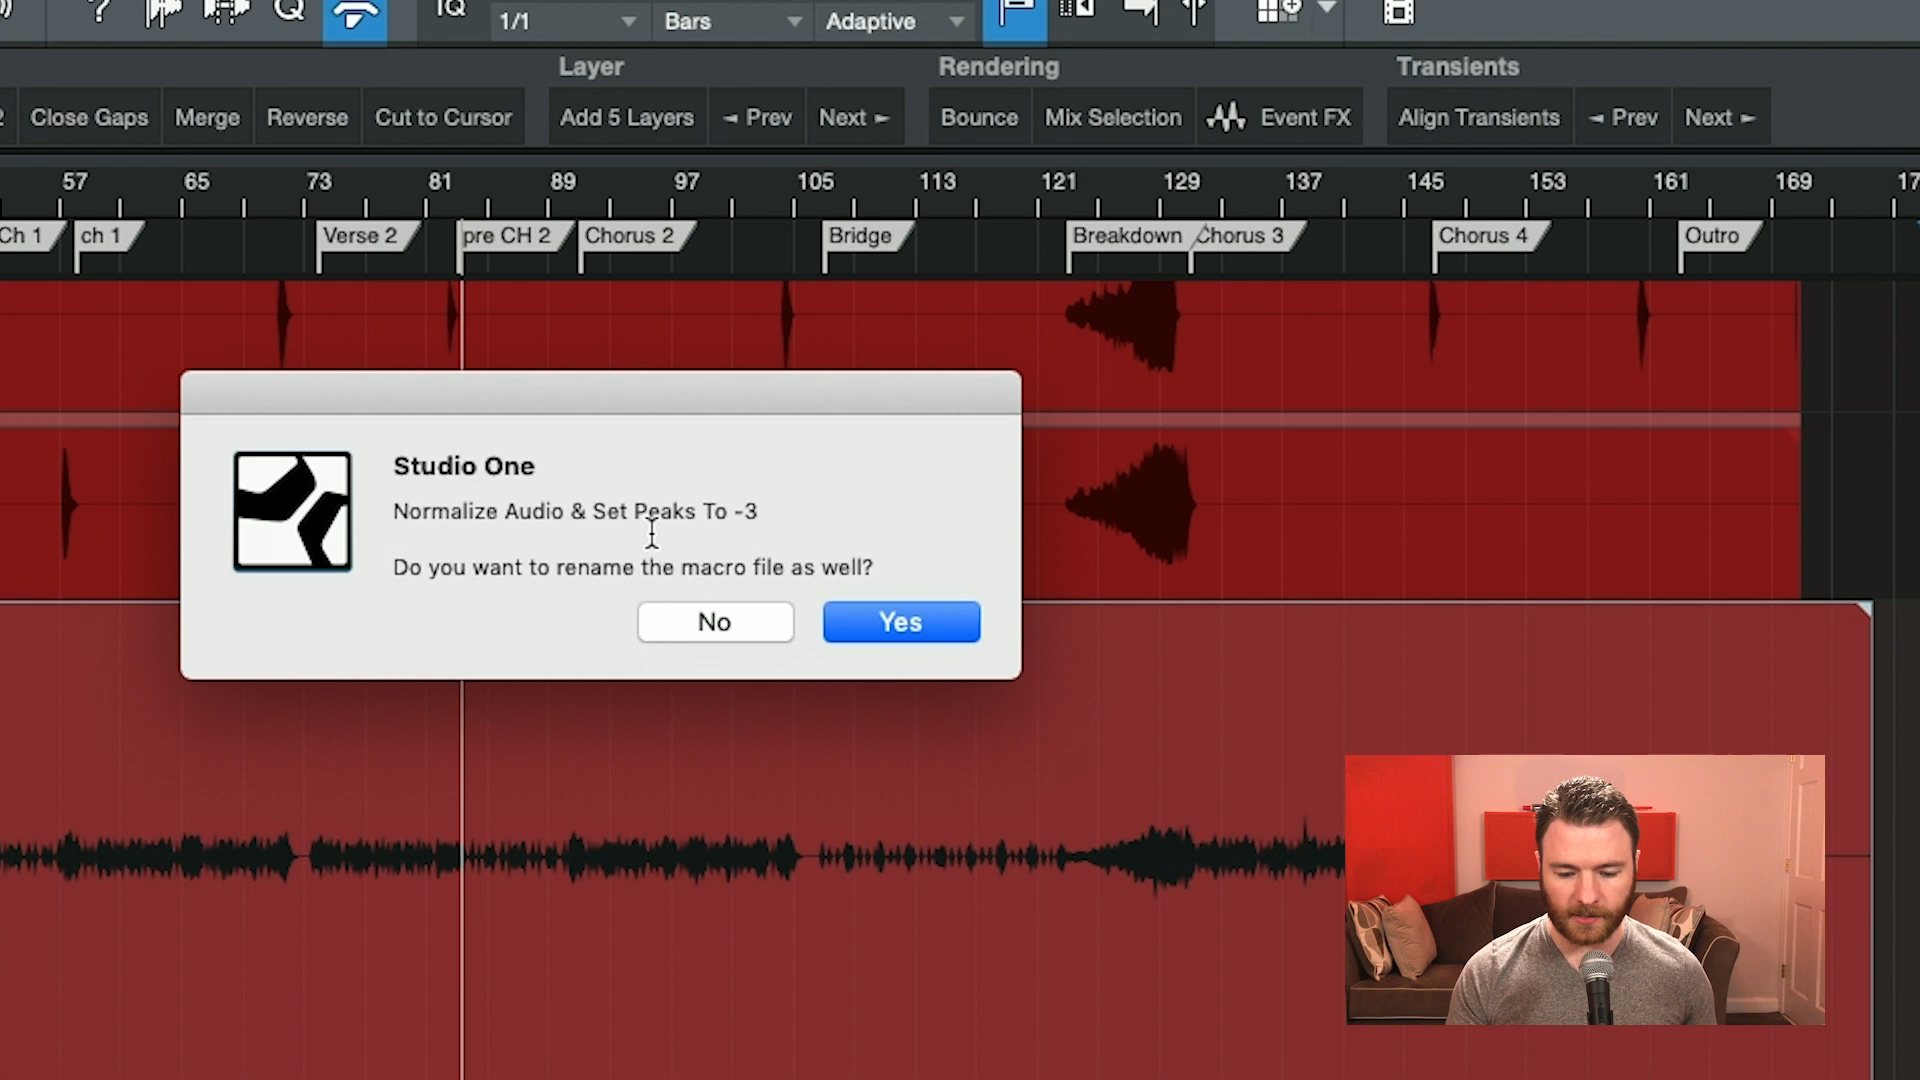 IQ
1/1
Bars
Adaptive
Layer
Rendering
Transients
2
Close Gaps
Merge
Reverse
Cut to Cursor
Add 5 Layers
Prev
Next
Bounce
Mix Selection
Event FX
Align Transients
Prev
Next
57
65
73
81
89
97
105
113
121
129
137
145
153
161
169
17
Ch 1
ch 1
Verse 2
pre CH 2
Chorus 2
Bridge
Breakdown
Chorus 3
Chorus 4
Outro
Studio One
Normalize Audio & Set Peaks To -3
Do you want to rename the macro file as well?
No
Yes